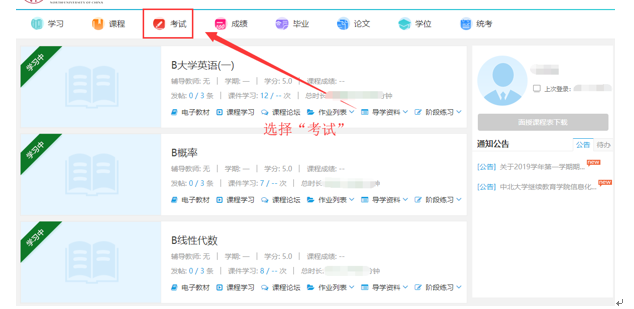 学习 课程 考试 成绩 毕业 论文 学位 统考
学习中
B大学英语(一)
辅导教师: 无 | 学期: -- | 学分: 5.0 | 课程成绩: --
发帖: 0 / 3 条 | 课件学习: 12 / -- 次 | 总时长: 分钟
电子教材 课程学习 课程论坛 作业列表 导学资料 阶段练习
选择“考试”
学习中
B概率
辅导教师: 无 | 学期: -- | 学分: 5.0 | 课程成绩: --
发帖: 0 / 3 条 | 课件学习: 7 / -- 次 | 总时长:
电子教材 课程学习 课程论坛 作业列表 导学资料 阶段练习
学习中
B线性代数
辅导教师: 无 | 学期: -- | 学分: 5.0 | 课程成绩: --
发帖: 0 / 3 条 | 课件学习: 8 / -- 次 | 总时长: 分钟
电子教材 课程学习 课程论坛 作业列表 导学资料 阶段练习
上次登录:
面授课程表下载
通知公告 公告 待办
[公告] 关于2019学年第一学期期... new
[公告] 中北大学继续教育学院信息化... new